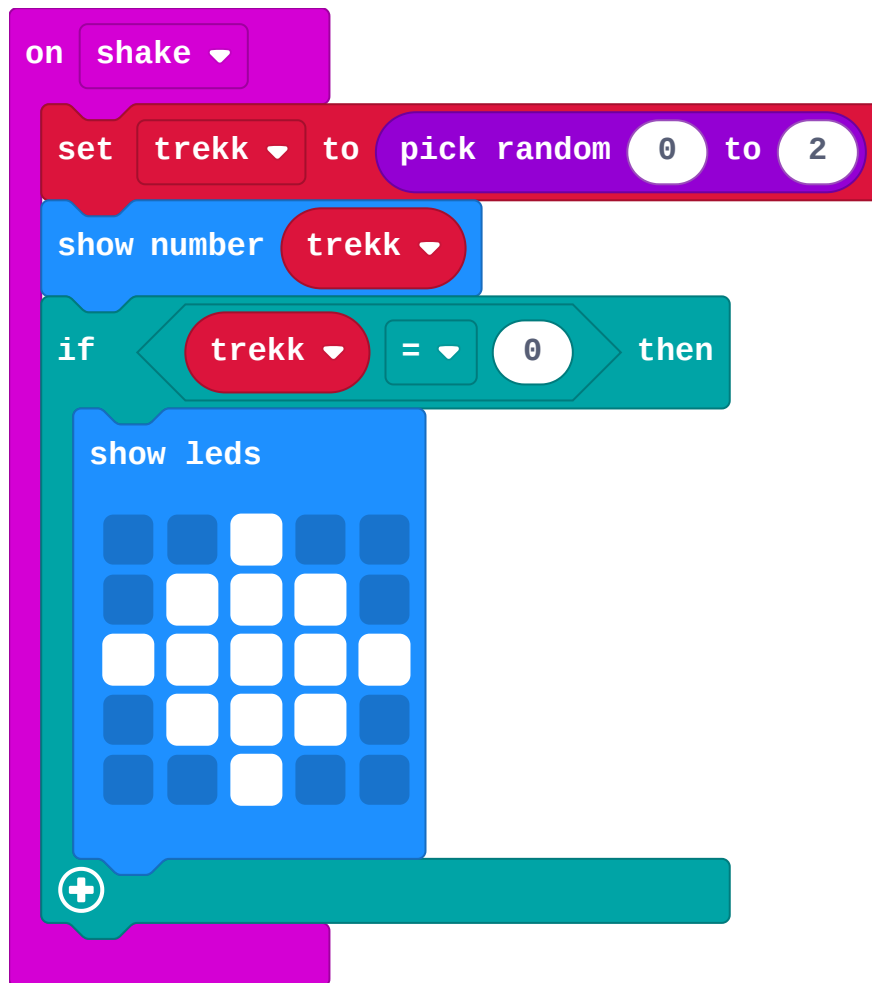 on shake
set trekk to pick random 0 to 2
show number trekk
if trekk = 0 then
show leds